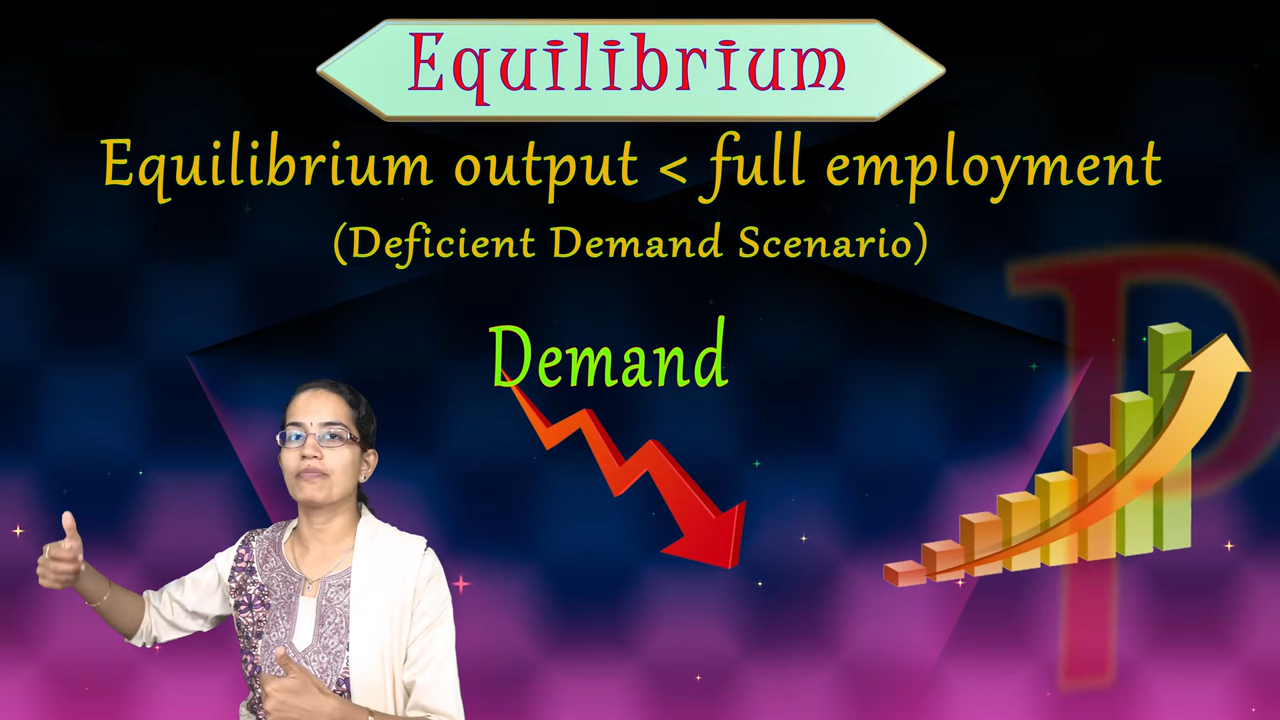 Equilibrium
Equilibrium output < full employment
(Deficient Demand Scenario)
Demand
P